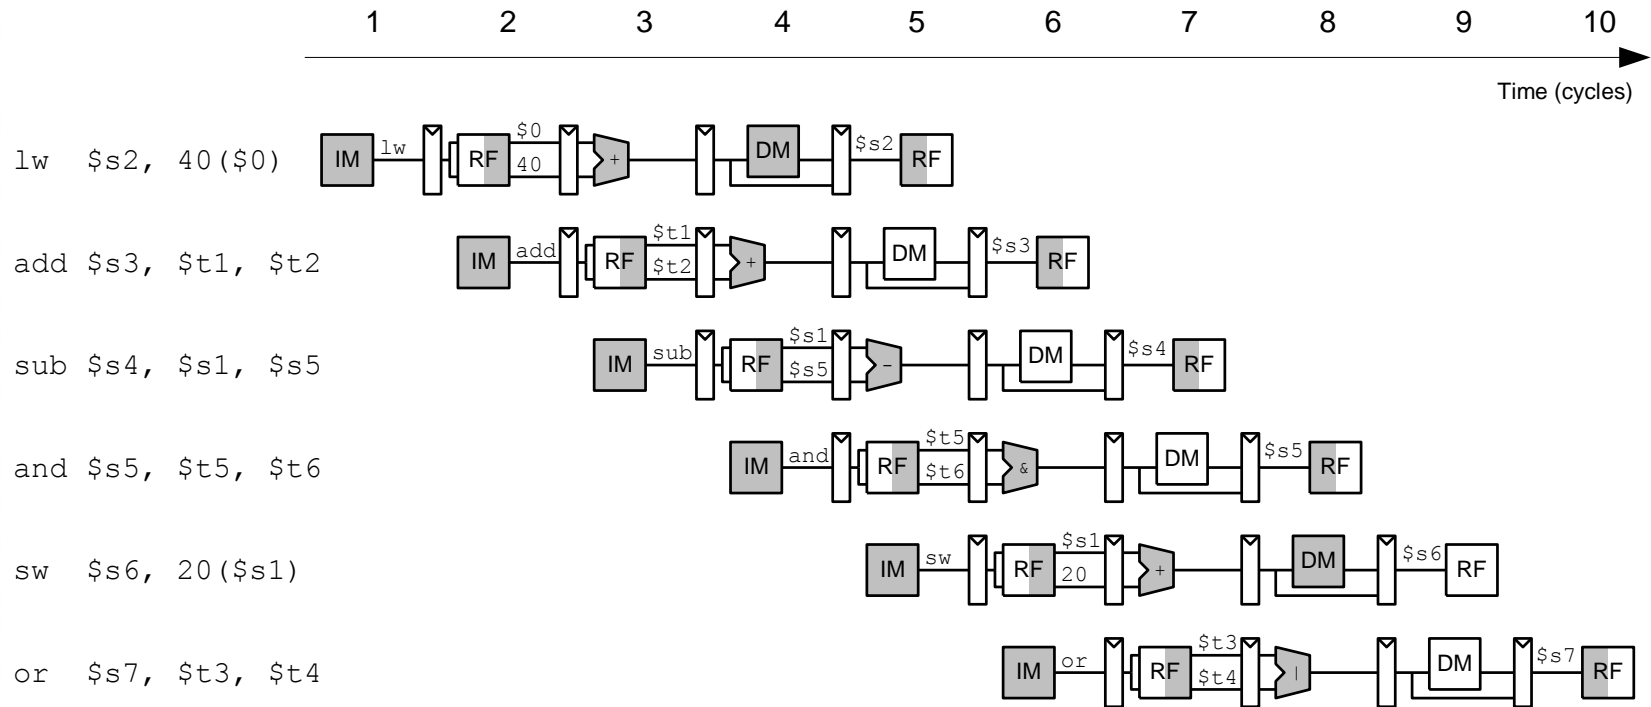 1 2 3 4 5 6 7 8 9 10
Time (cycles)
lw $s2, 40($0) IM lw RF $0 40 + DM $s2 RF
add $s3, $t1, $t2 IM add RF $t1 $t2 + DM $s3 RF
sub $s4, $s1, $s5 IM sub RF $s1 $s5 - DM $s4 RF
and $s5, $t5, $t6 IM and RF $t5 $t6 & DM $s5 RF
sw $s6, 20($s1) IM sw RF $s1 20 + DM $s6 RF
or $s7, $t3, $t4 IM or RF $t3 $t4 | DM $s7 RF